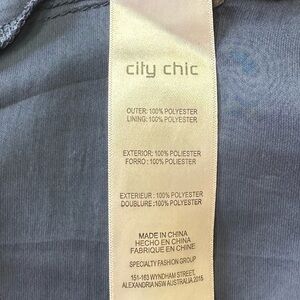 city chic
OUTER: 100% POLYESTER
LINING: 100% POLYESTER
EXTERIOR: 100% POLIESTER
FORRO: 100% POLIESTER
EXTERIEUR: 100% POLYESTER
DOUBLURE: 100% POLYESTER
MADE IN CHINA
HECHO EN CHINA
FABRIQUE EN CHINE
SPECIALTY FASHION GROUP
151-163 WYNDHAM STREET,
ALEXANDRIA NSW AUSTRALIA 2015